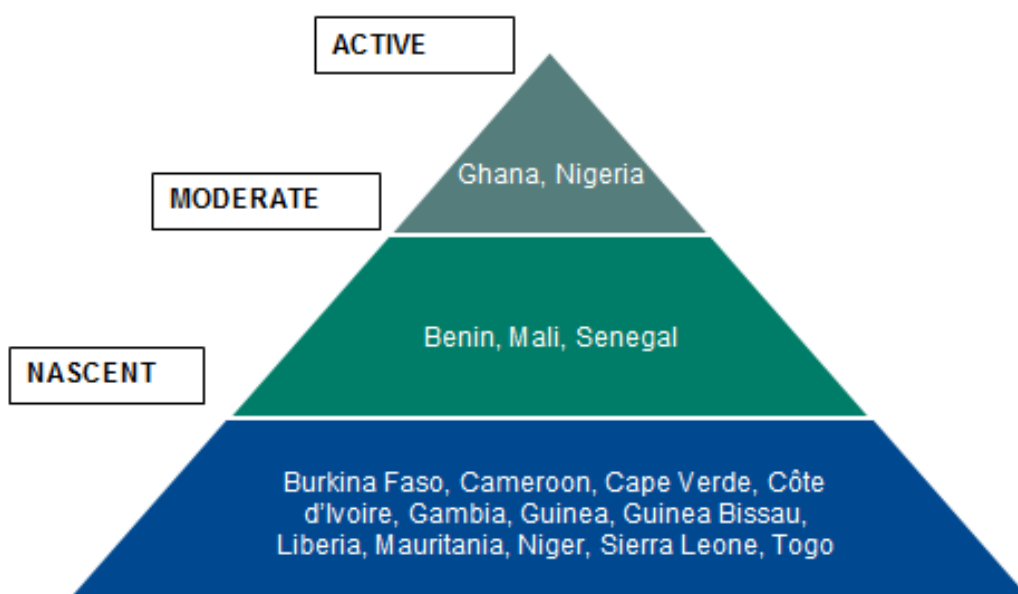 ACTIVE
Ghana, Nigeria
MODERATE
Benin, Mali, Senegal
NASCENT
Burkina Faso, Cameroon, Cape Verde, Côte
d'Ivoire, Gambia, Guinea, Guinea Bissau,
Liberia, Mauritania, Niger, Sierra Leone, Togo